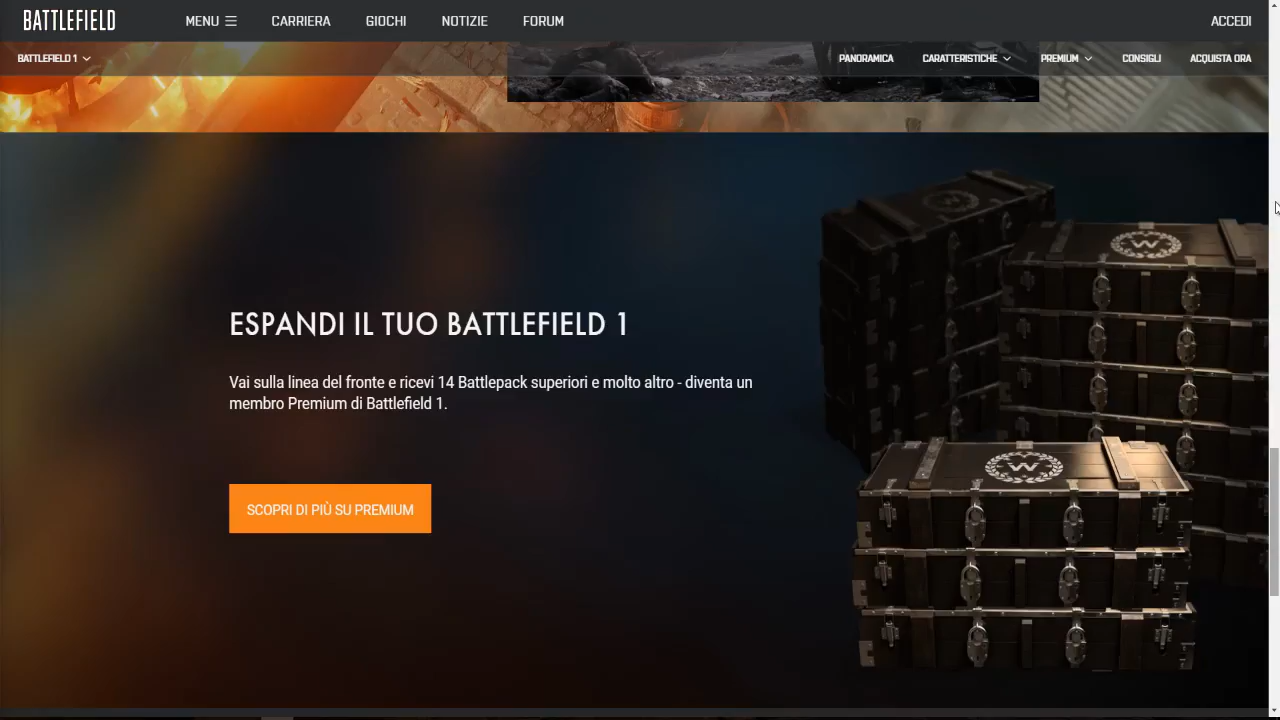 BATTLEFIELD
MENU
CARRIERA
GIOCHI
NOTIZIE
FORUM
ACCEDI
BATTLEFIELD 1
PANORAMICA
CARATTERISTICHE
PREMIUM
CONSIGLI
ACQUISTA ORA
ESPANDI IL TUO BATTLEFIELD 1
Vai sulla linea del fronte e ricevi 14 Battlepack superiori e molto altro - diventa un
membro Premium di Battlefield 1.
SCOPRI DI PIÙ SU PREMIUM
W
W
W